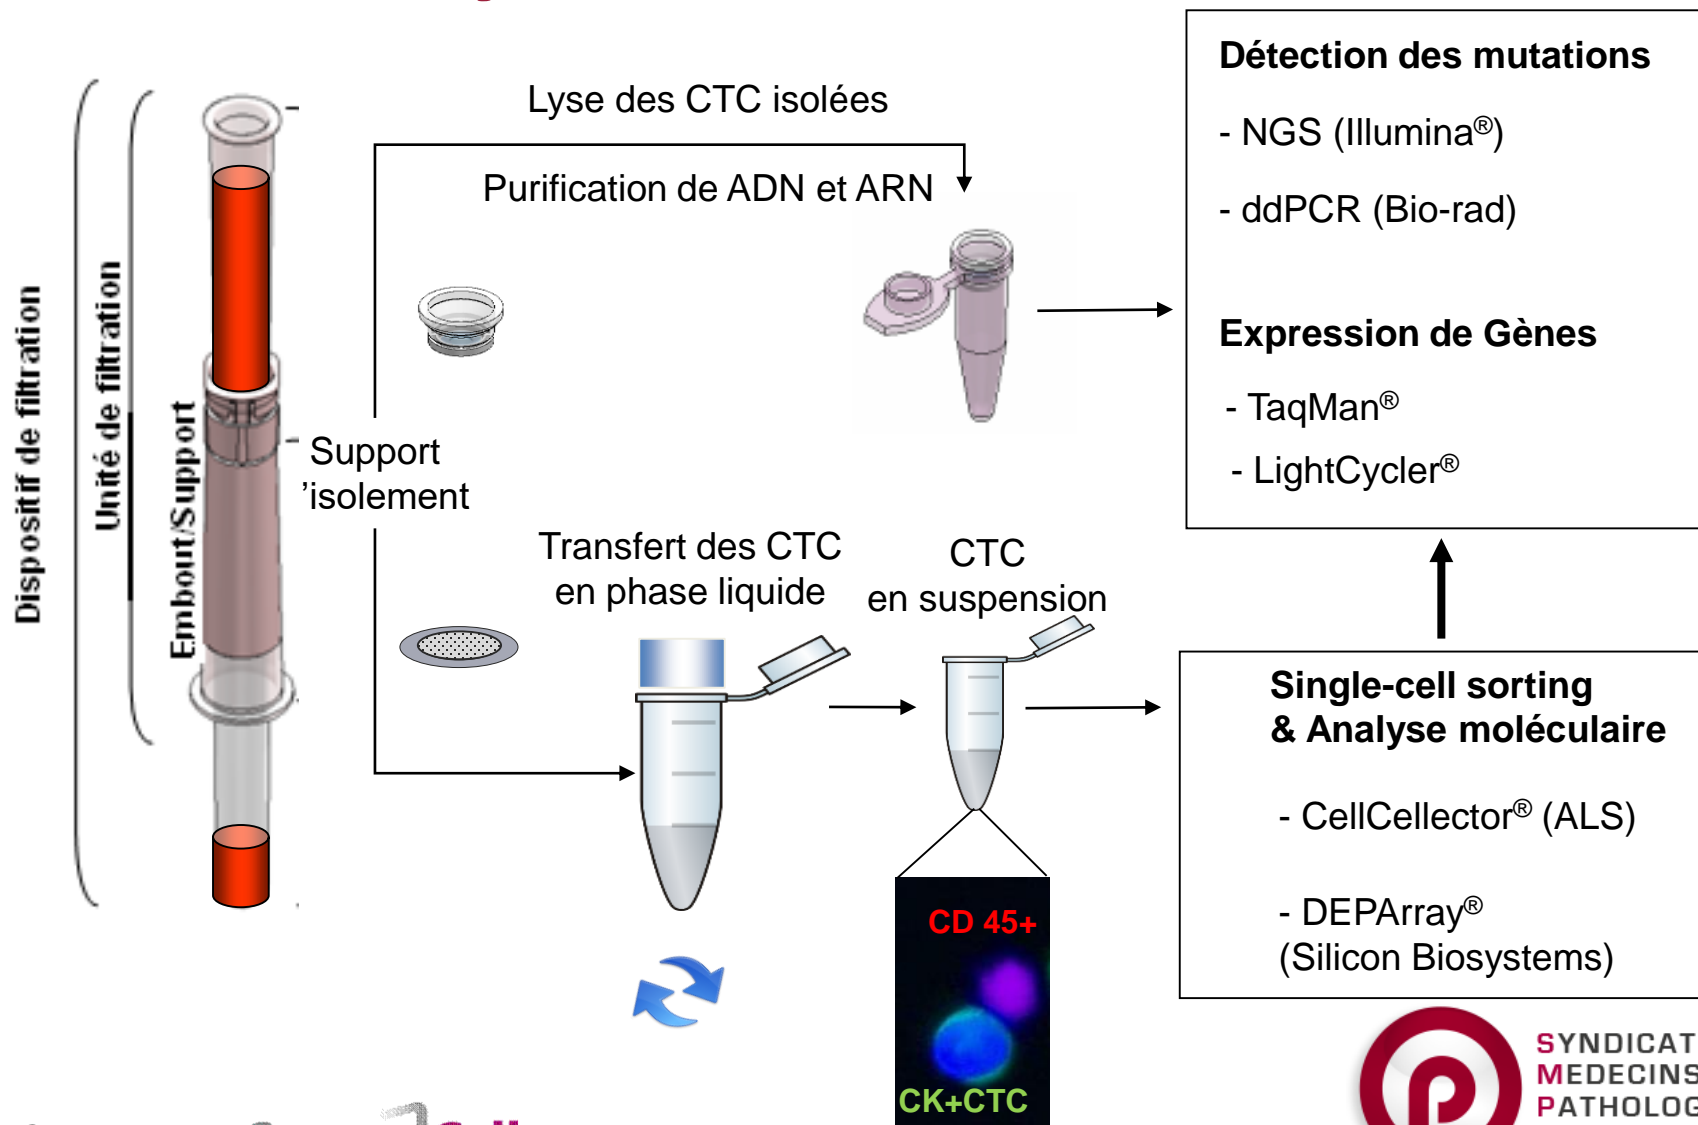 Dispositif de filtration
Unité de filtration
Embout/Support
Support
'isolement
Lyse des CTC isolées
Purification de ADN et ARN
Transfert des CTC
en phase liquide
CTC
en suspension
CD 45+
CK+CTC
Détection des mutations
- NGS (Illumina®)
- ddPCR (Bio-rad)
Expression de Gènes
- TaqMan®
- LightCycler®
Single-cell sorting
& Analyse moléculaire
- CellCellector® (ALS)
- DEPArray®
(Silicon Biosystems)
SYNDICAT
MEDECINS
PATHOLOG